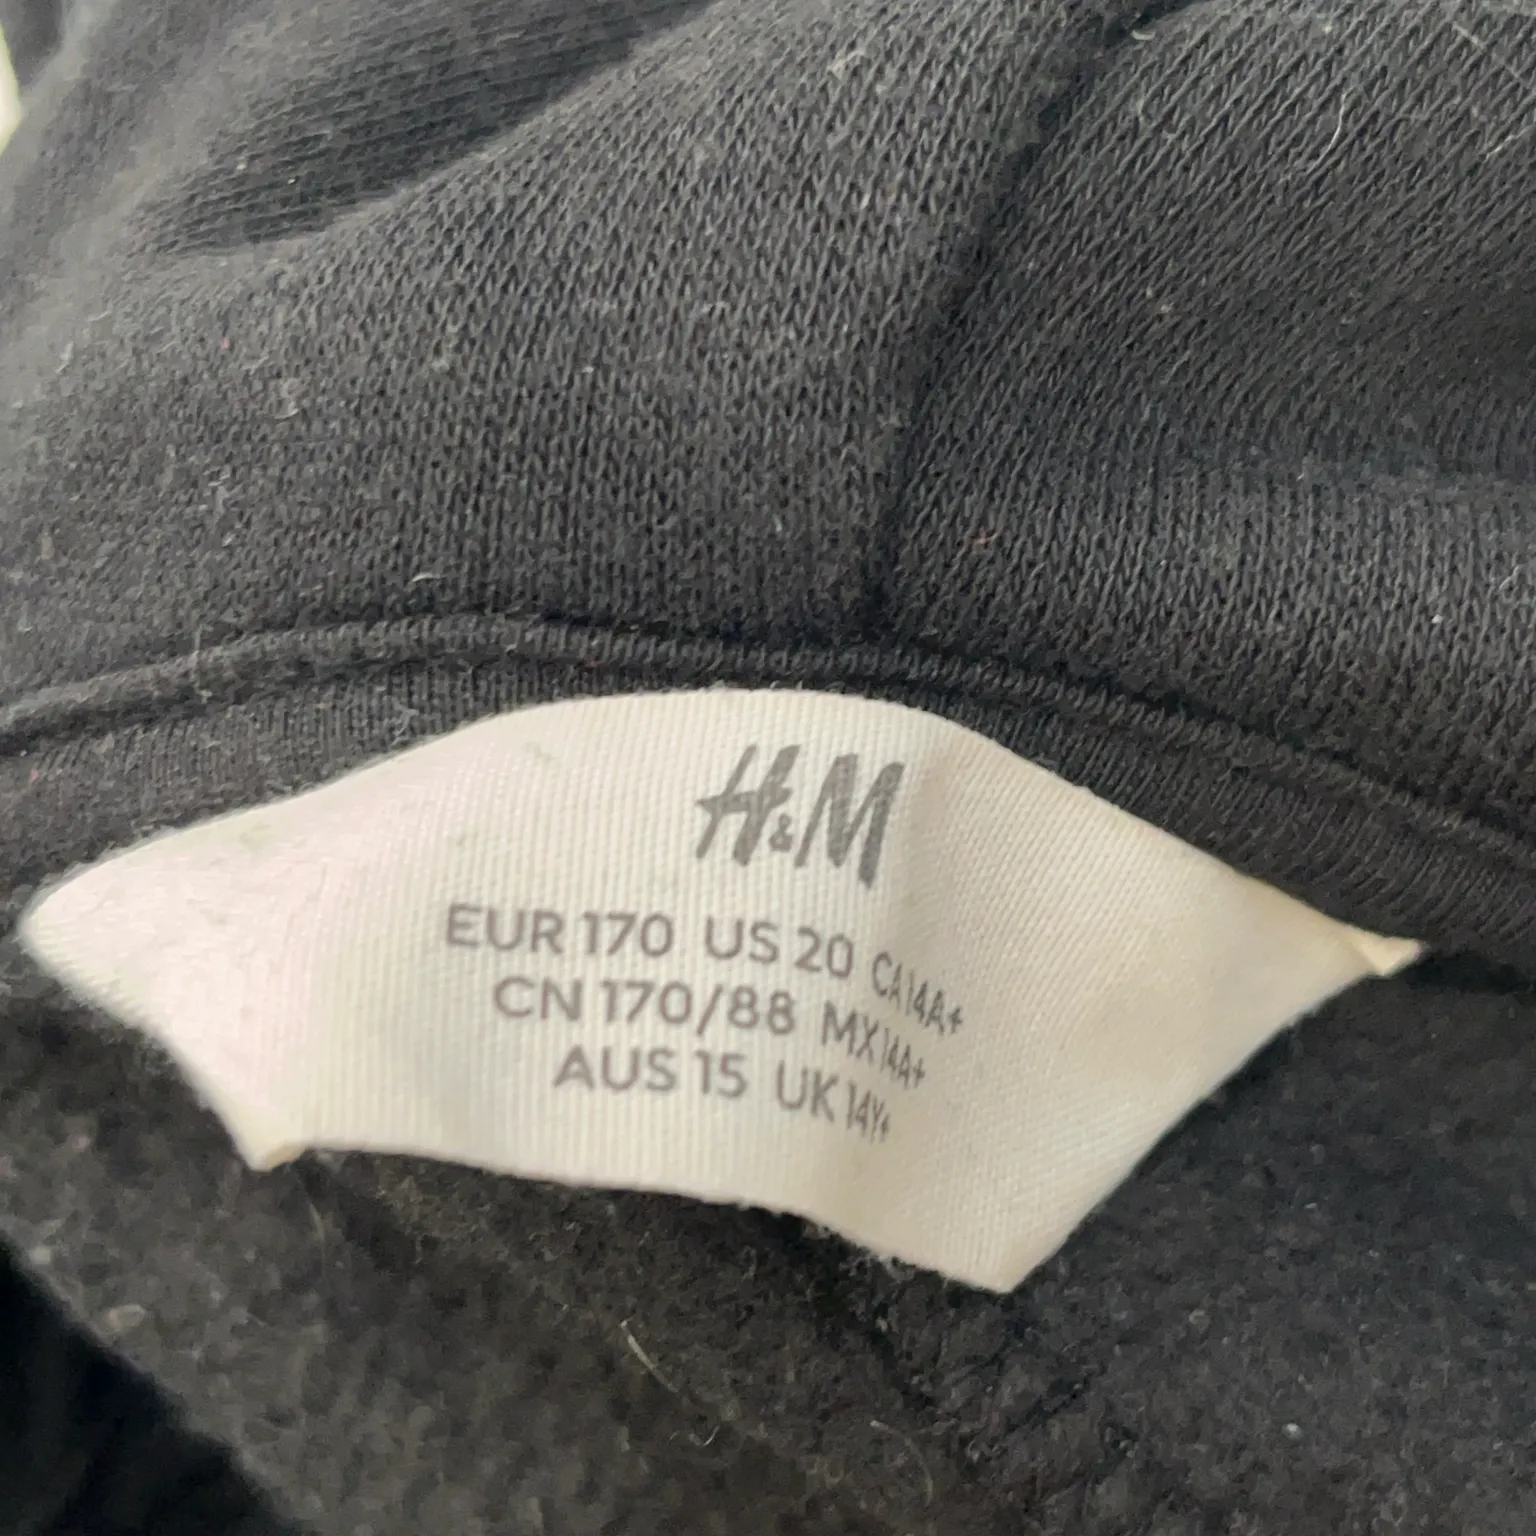 H&M
EUR 170 US 20 CA 14A+
CN 170/88 MX 14A+
AUS 15 UK 14Y+